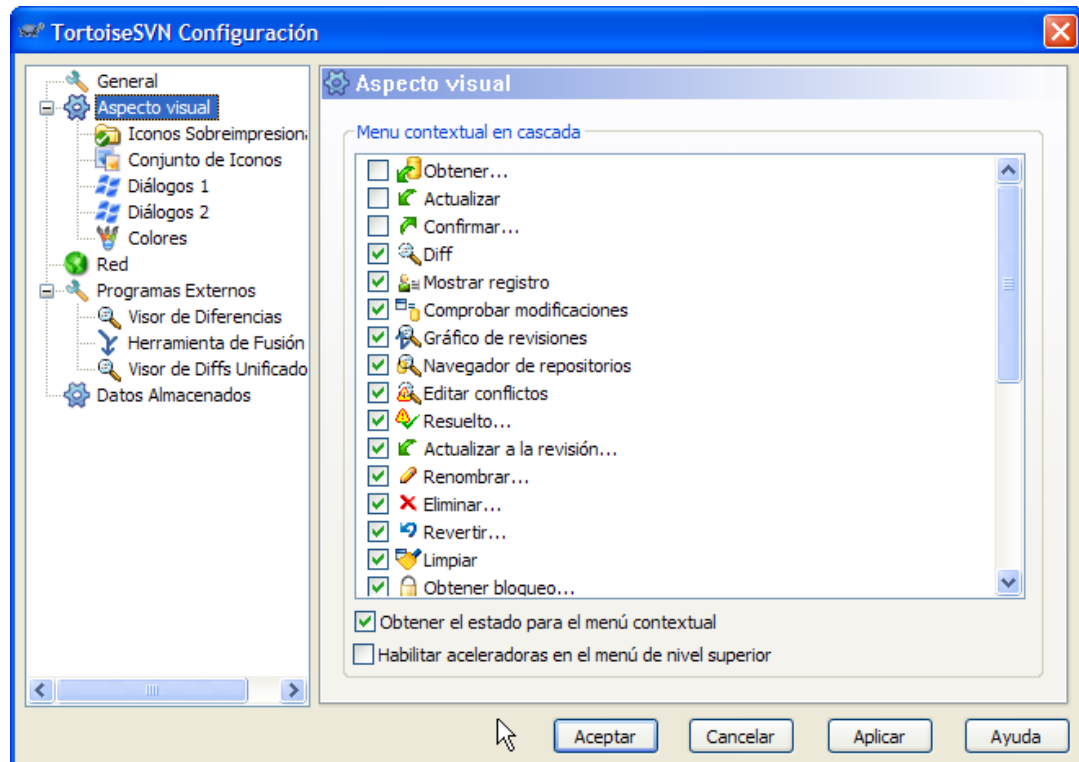 TortoiseSVN Configuración
General
Aspecto visual
Iconos Sobreimpresion
Conjunto de Iconos
Diálogos 1
Diálogos 2
Colores
Red
Programas Externos
Visor de Diferencias
Herramienta de Fusión
Visor de Diffs Unificado
Datos Almacenados
Aspecto visual
Menu contextual en cascada
Obtener...
Actualizar
Confirmar...
Diff
Mostrar registro
Comprobar modificaciones
Gráfico de revisiones
Navegador de repositorios
Editar conflictos
Resuelto...
Actualizar a la revisión...
Renombrar...
Eliminar...
Revertir...
Limpiar
Obtener bloqueo...
Obtener el estado para el menú contextual
Habilitar aceleradoras en el menú de nivel superior
Aceptar
Cancelar
Aplicar
Ayuda